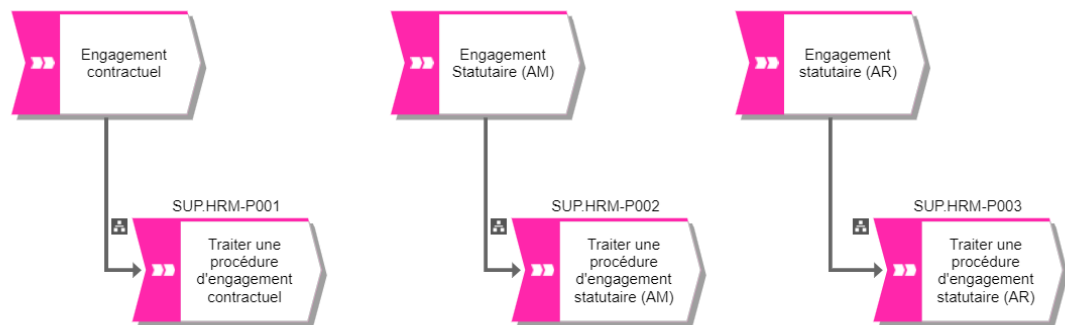 Engagement
contractuel
Engagement
Statutaire (AM)
Engagement
statutaire (AR)
SUP.HRM-P001
Traiter une
procédure
d'engagement
contractuel
SUP.HRM-P002
Traiter une
procédure
d'engagement
statutaire (AM)
SUP.HRM-P003
Traiter une
procédure
d'engagement
statutaire (AR)